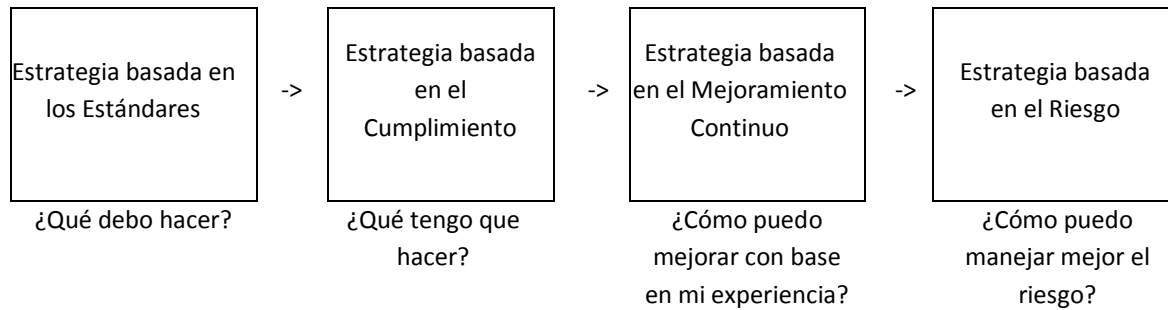 Estrategia basada en
los Estándares
->
Estrategia basada
en el
Cumplimiento
->
Estrategia basada
en el Mejoramiento
Continuo
->
Estrategia basada
en el Riesgo
¿Qué debo hacer?
¿Qué tengo que
hacer?
¿Cómo puedo
mejorar con base
en mi experiencia?
¿Cómo puedo
manejar mejor el
riesgo?